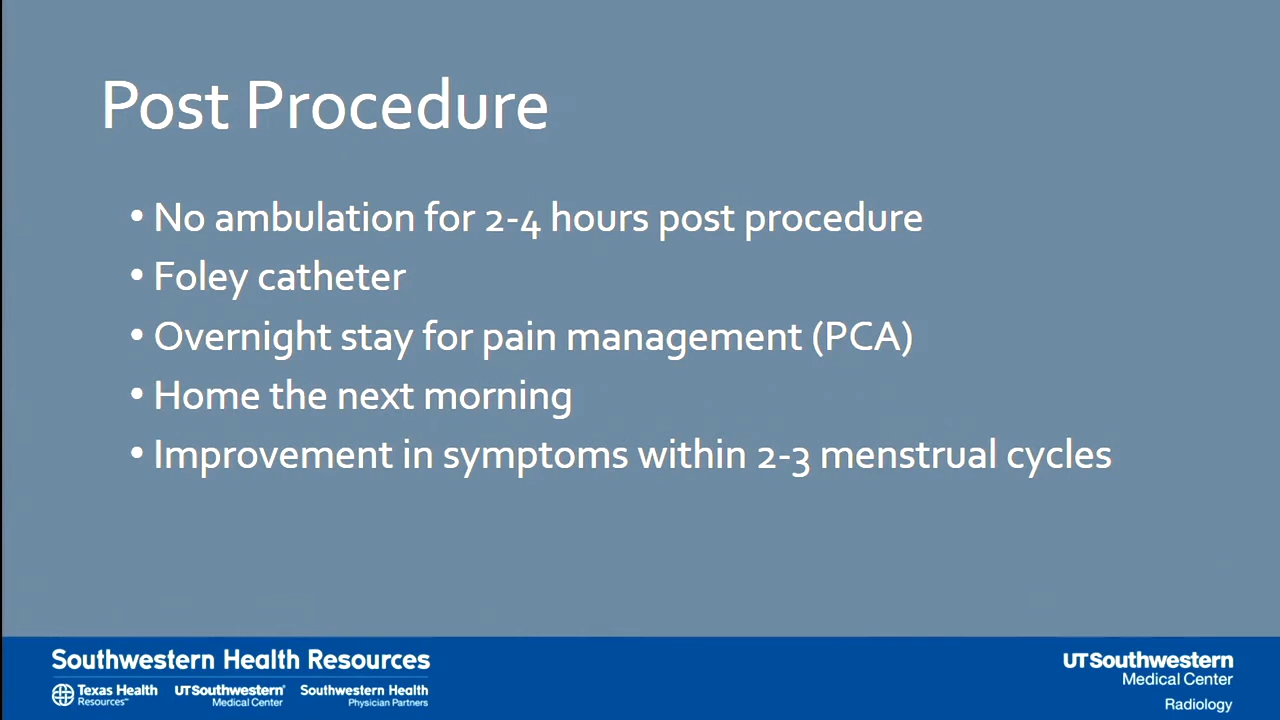 Post Procedure
• No ambulation for 2-4 hours post procedure
• Foley catheter
• Overnight stay for pain management (PCA)
• Home the next morning
• Improvement in symptoms within 2-3 menstrual cycles
Southwestern Health Resources
Texas Health
Resources™
UTSouthwestern®
Medical Center
Southwestern Health
Physician Partners
UTSouthwestern
Medical Center
Radiology